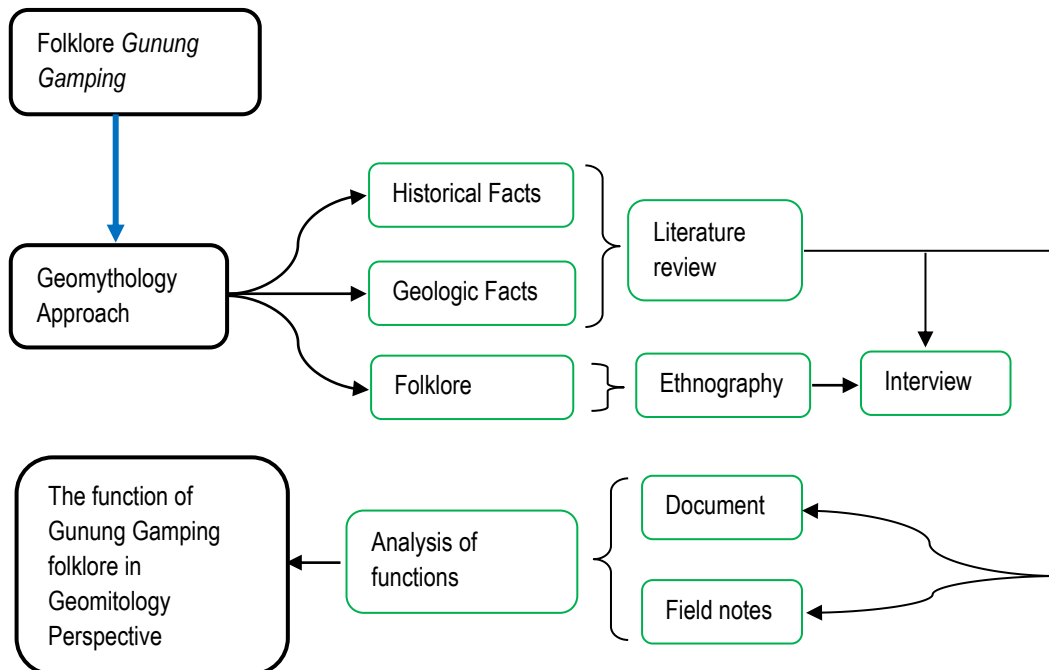 Folklore Gunung
Gamping
Historical Facts
Literature
review
Geomythology
Approach
Geologic Facts
Folklore
Ethnography
Interview
The function of
Gunung Gamping
folklore in
Geomitology
Perspective
Analysis of
functions
Document
Field notes